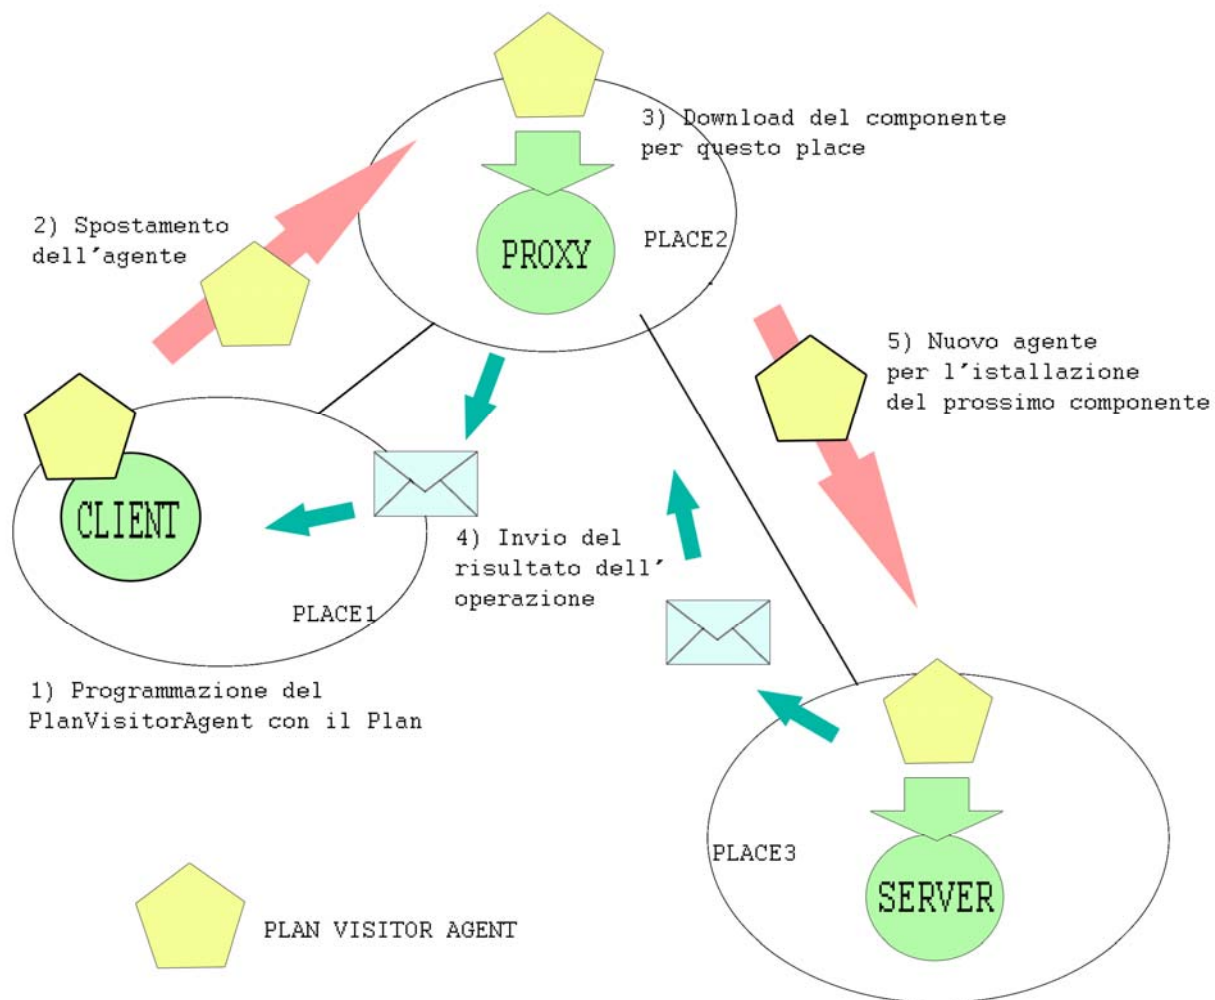 3) Download del componente
per questo place
2) Spostamento
dell'agente
PROXY
PLACE2
5) Nuovo agente
per l'istallazione
del prossimo componente
CLIENT
4) Invio del
risultato dell'
operazione
PLACE1
1) Programmazione del
PlanVisitorAgent con il Plan
PLACE3
SERVER
PLAN VISITOR AGENT